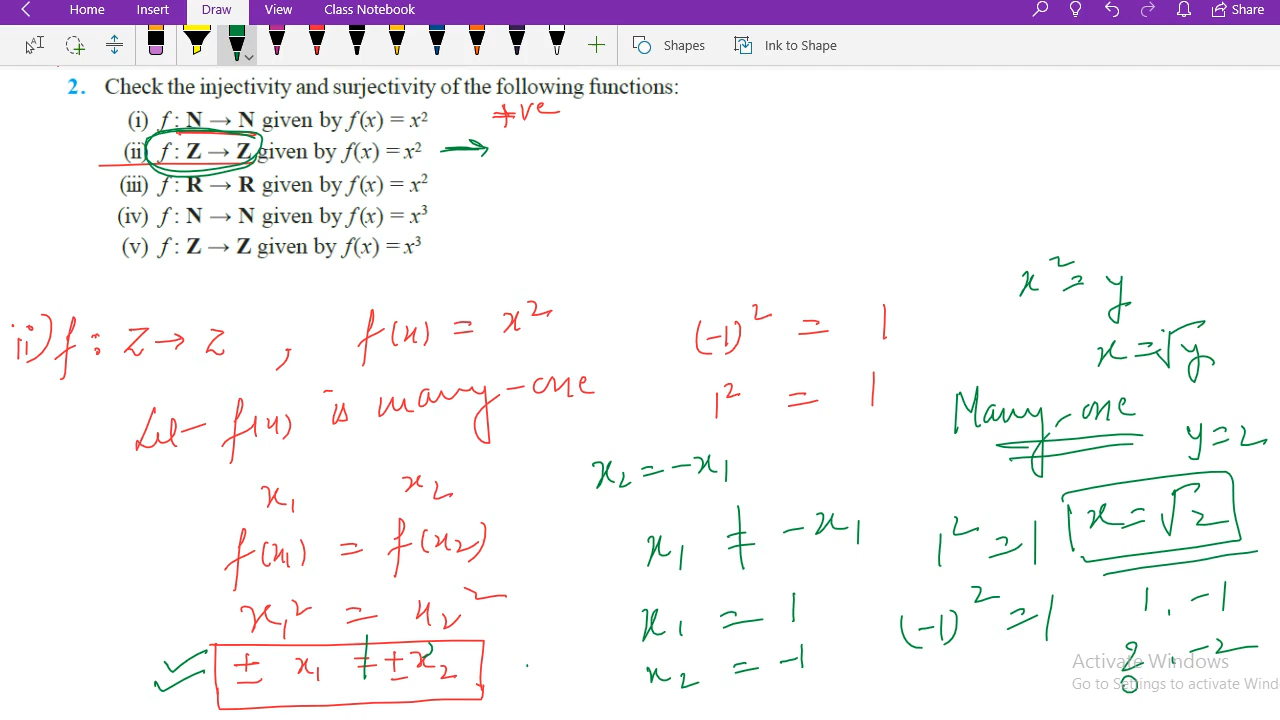 Home Insert Draw View Class Notebook Share
Shapes Ink to Shape
2. Check the injectivity and surjectivity of the following functions:
+ve
(i) f : N → N given by f(x) = x²
(ii) f : Z → Z given by f(x) = x² →
(iii) f : R → R given by f(x) = x²
(iv) f : N → N given by f(x) = x³
(v) f : Z → Z given by f(x) = x³
ii) f : Z → Z , f(x) = x²
Let f(x) is many-one
x₁ x₂
f(x₁) = f(x₂)
x₁² = x₂²
± x₁ ≠ ± x₂
(-1)² = 1
1² = 1
x₂ = -x₁
x₁ ≠ -x₁
x₁ = 1
x₂ = -1
x² = y
x = √y
Many-one
y = 2
x = √2
1² = 1
(-1)² = 1
1, -1
2, -2
0
Activate Windows
Go to Settings to activate Wind